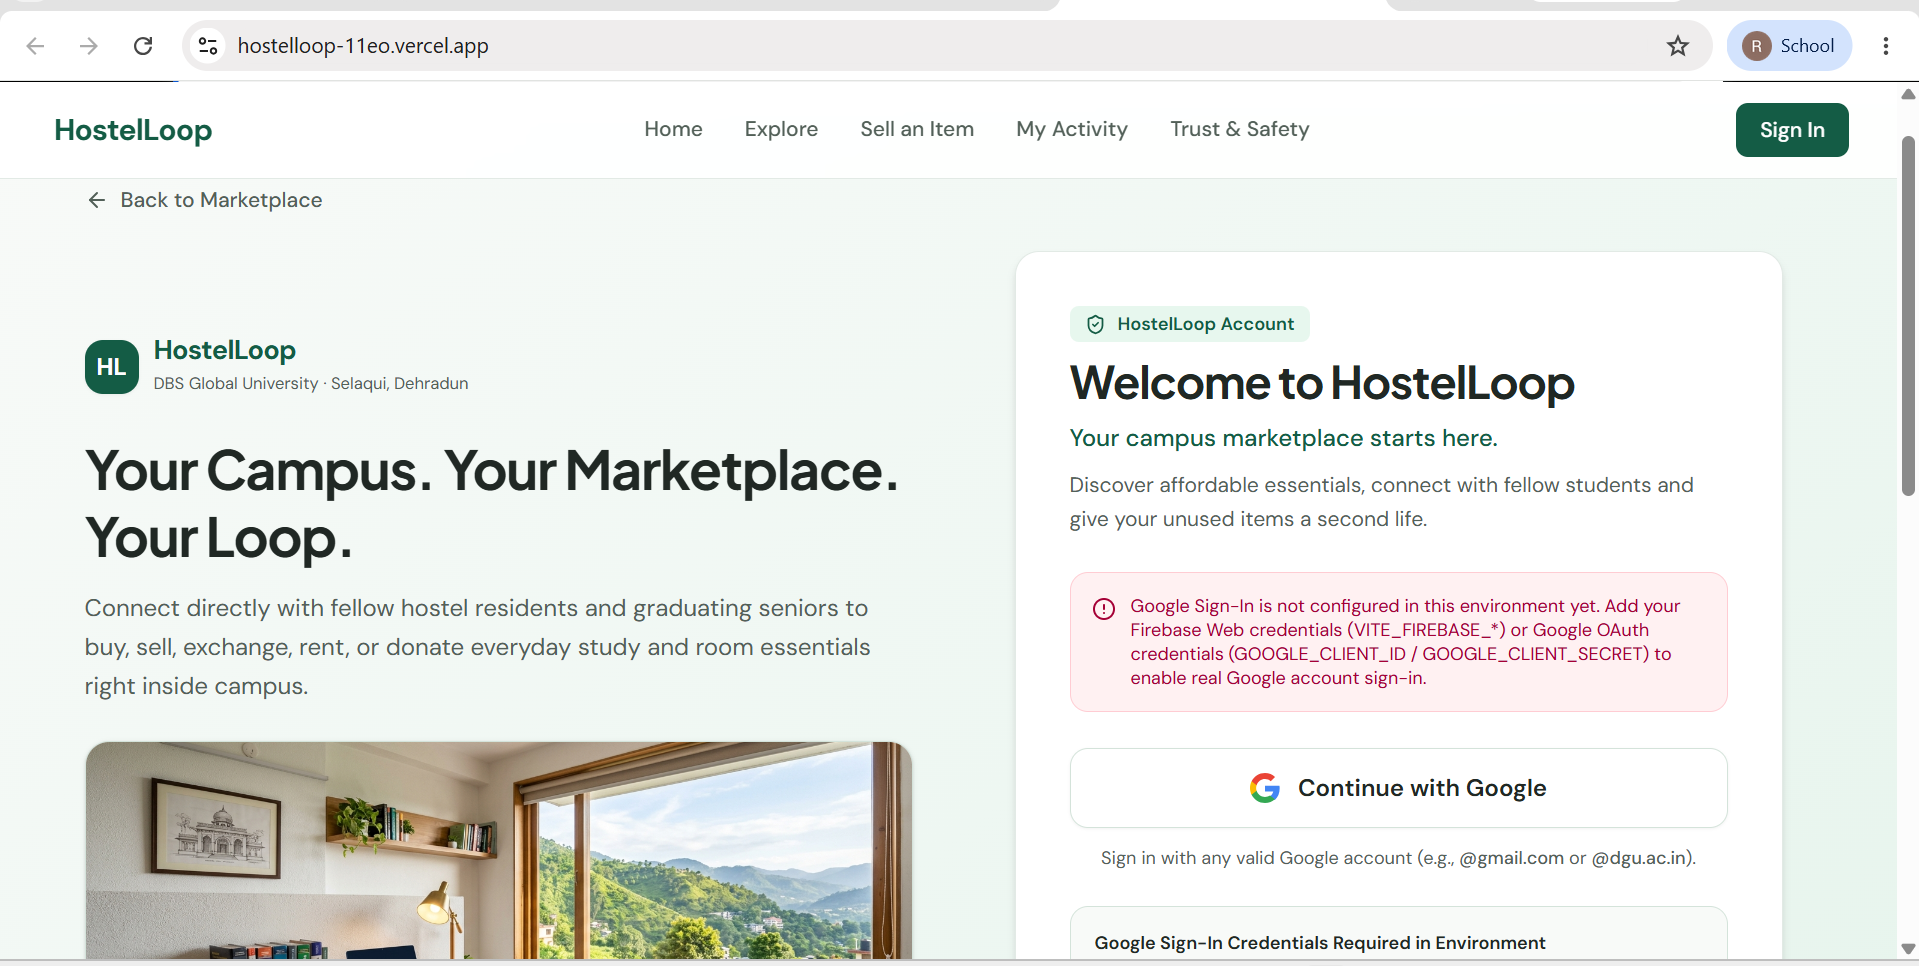 hostelloop-11eo.vercel.app
R School
HostelLoop
Home Explore Sell an Item My Activity Trust & Safety
Sign In
Back to Marketplace
HL
HostelLoop
DBS Global University · Selaqui, Dehradun
Your Campus. Your Marketplace.
Your Loop.
Connect directly with fellow hostel residents and graduating seniors to
buy, sell, exchange, rent, or donate everyday study and room essentials
right inside campus.
HostelLoop Account
Welcome to HostelLoop
Your campus marketplace starts here.
Discover affordable essentials, connect with fellow students and
give your unused items a second life.
Google Sign-In is not configured in this environment yet. Add your
Firebase Web credentials (VITE_FIREBASE_*) or Google OAuth
credentials (GOOGLE_CLIENT_ID / GOOGLE_CLIENT_SECRET) to
enable real Google account sign-in.
Continue with Google
Sign in with any valid Google account (e.g., @gmail.com or @dgu.ac.in).
Google Sign-In Credentials Required in Environment